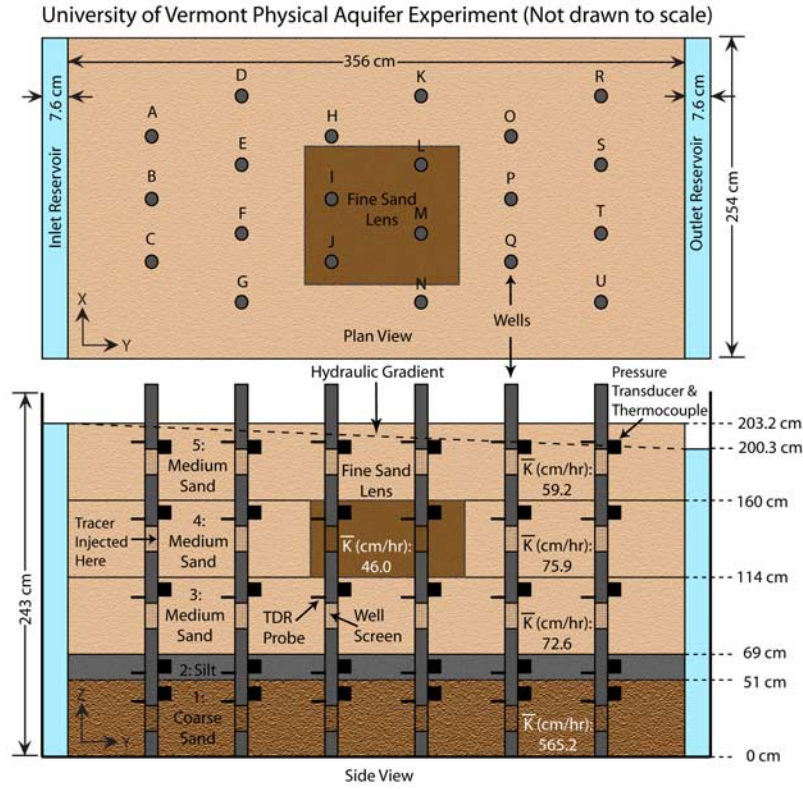 University of Vermont Physical Aquifer Experiment (Not drawn to scale)
356 cm
7.6 cm
7.6 cm
Inlet Reservoir
Outlet Reservoir
254 cm
D
K
R
A
H
O
E
L
S
B
I
P
Fine Sand
Lens
F
M
T
C
J
Q
G
N
U
X
Y
Plan View
Wells
Hydraulic Gradient
Pressure
Transducer &
Thermocouple
203.2 cm
200.3 cm
5:
Medium
Sand
Fine Sand
Lens
K̅ (cm/hr):
59.2
160 cm
Tracer
Injected
Here
4:
Medium
Sand
K̅ (cm/hr):
46.0
K̅ (cm/hr):
75.9
114 cm
243 cm
3:
Medium
Sand
TDR
Probe
Well
Screen
K̅ (cm/hr):
72.6
69 cm
2: Silt
51 cm
Z
Y
1:
Coarse
Sand
K̅ (cm/hr):
565.2
0 cm
Side View